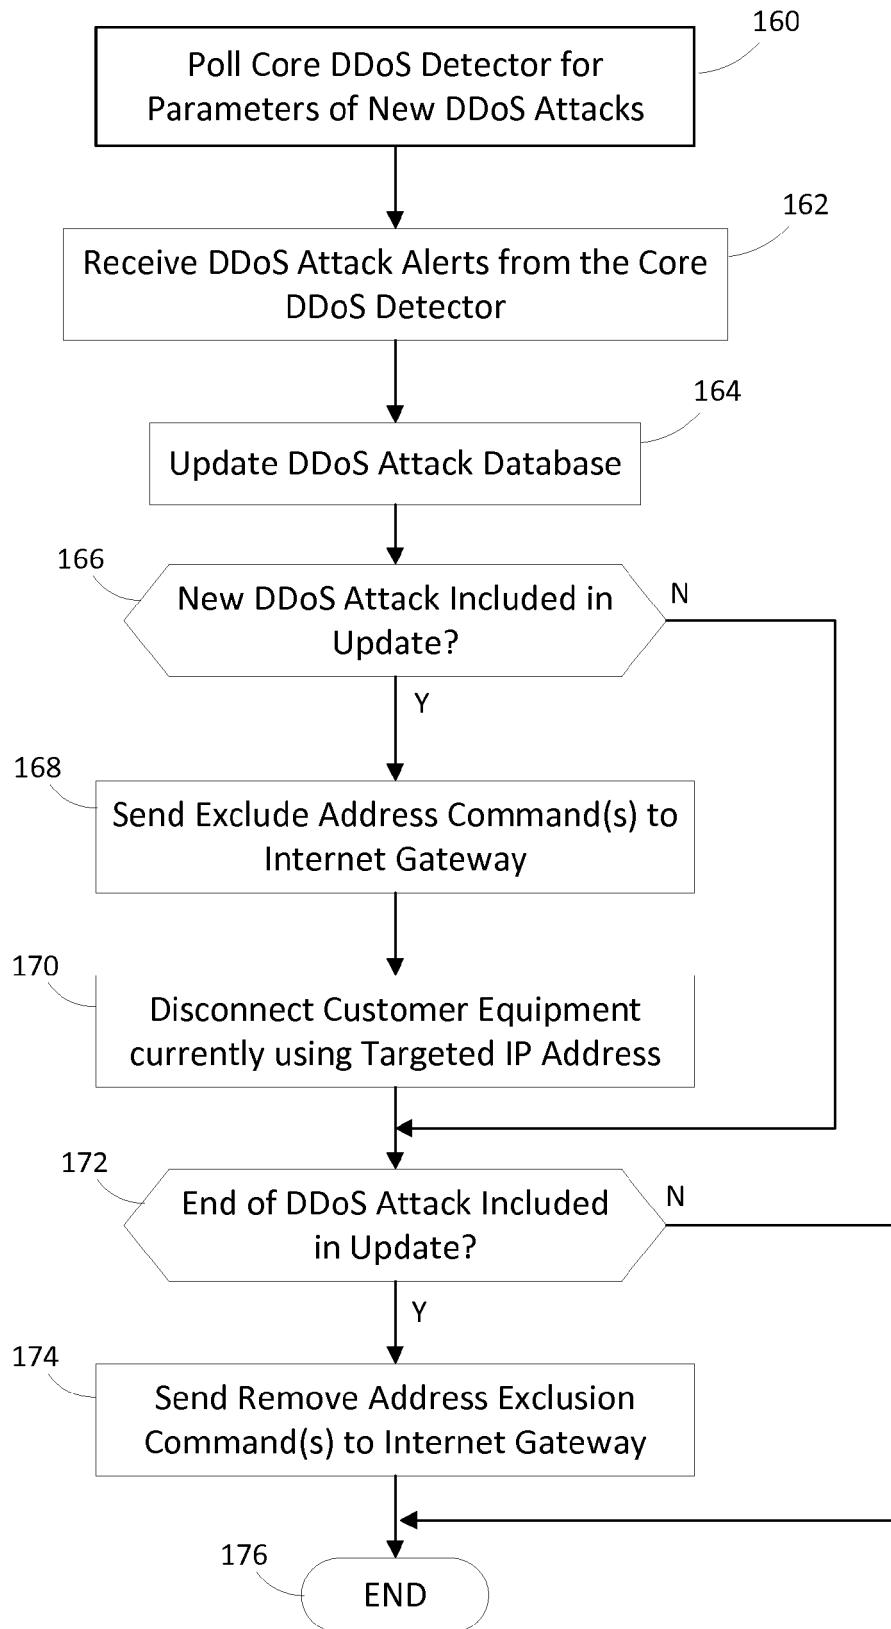 160
Poll Core DDoS Detector for
Parameters of New DDoS Attacks
162
Receive DDoS Attack Alerts from the Core
DDoS Detector
164
Update DDoS Attack Database
166
New DDoS Attack Included in
Update?
N
Y
168
Send Exclude Address Command(s) to
Internet Gateway
170
Disconnect Customer Equipment
currently using Targeted IP Address
172
End of DDoS Attack Included
in Update?
N
Y
174
Send Remove Address Exclusion
Command(s) to Internet Gateway
176
END